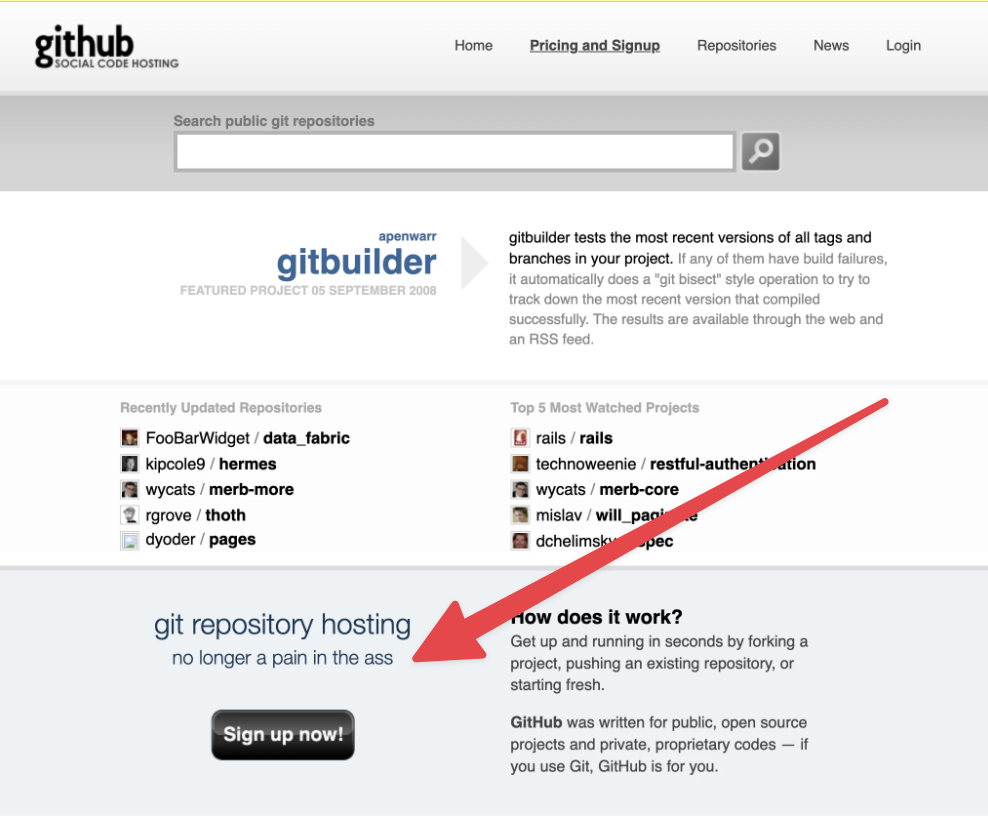 github
SOCIAL CODE HOSTING
Home Pricing and Signup Repositories News Login
Search public git repositories
apenwarr
gitbuilder
FEATURED PROJECT 05 SEPTEMBER 2008
gitbuilder tests the most recent versions of all tags and
branches in your project. If any of them have build failures,
it automatically does a "git bisect" style operation to try to
track down the most recent version that compiled
successfully. The results are available through the web and
an RSS feed.
Recently Updated Repositories
FooBarWidget / data_fabric
kipcole9 / hermes
wycats / merb-more
rgrove / thoth
dyoder / pages
Top 5 Most Watched Projects
rails / rails
technoweenie / restful-authentication
wycats / merb-core
mislav / will_paginate
dchelimsky /
git repository hosting
no longer a pain in the ass
Sign up now!
How does it work?
Get up and running in seconds by forking a
project, pushing an existing repository, or
starting fresh.
GitHub was written for public, open source
projects and private, proprietary codes — if
you use Git, GitHub is for you.